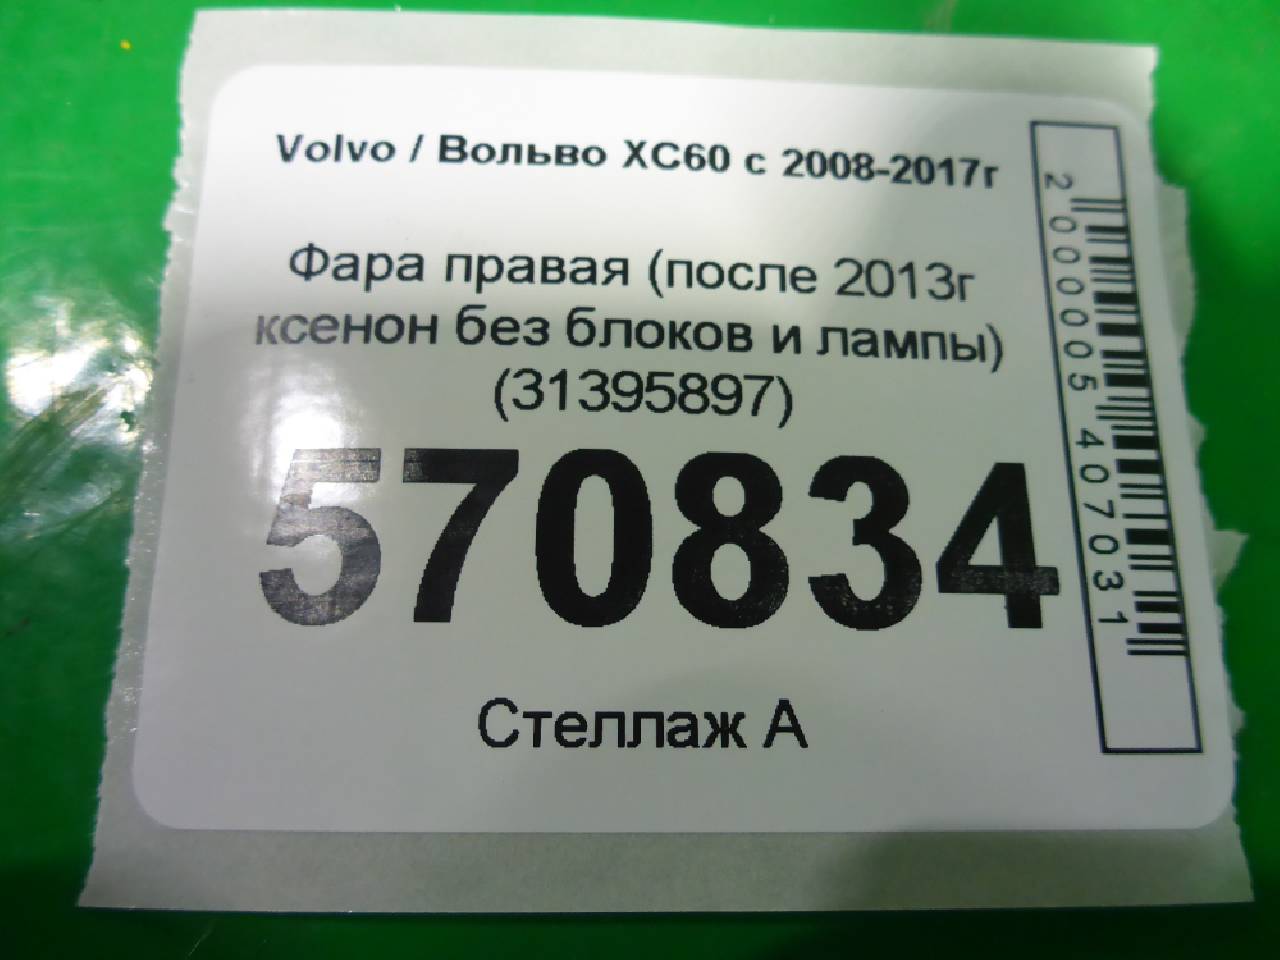 Volvo / Вольво XC60 с 2008-2017г
Фара правая (после 2013г
ксенон без блоков и лампы)
(31395897)
570834
Стеллаж А
2000005407031